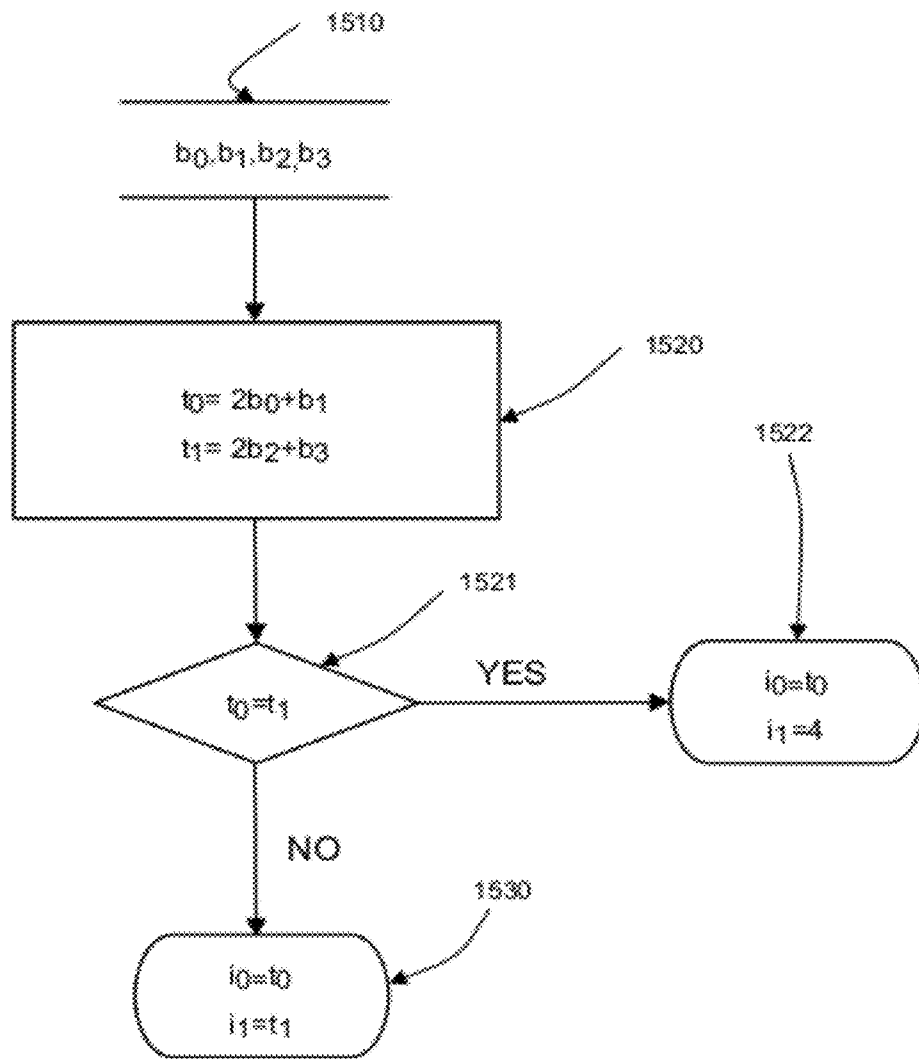 1510
b0,b1,b2,b3
1520
t0= 2b0+b1
t1= 2b2+b3
1522
1521
t0=t1
YES
i0=t0
i1=4
NO
1530
i0=t0
i1=t1